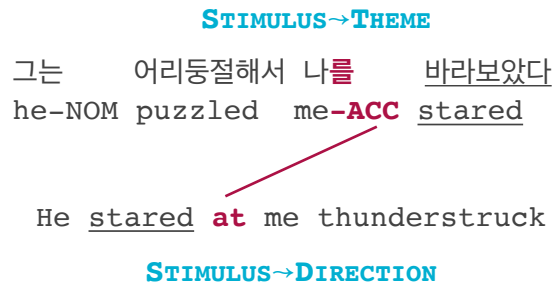 STIMULUS→THEME
그는 어리둥절해서 나를 바라보았다
he-NOM puzzled me-ACC stared
He stared at me thunderstruck
STIMULUS→DIRECTION